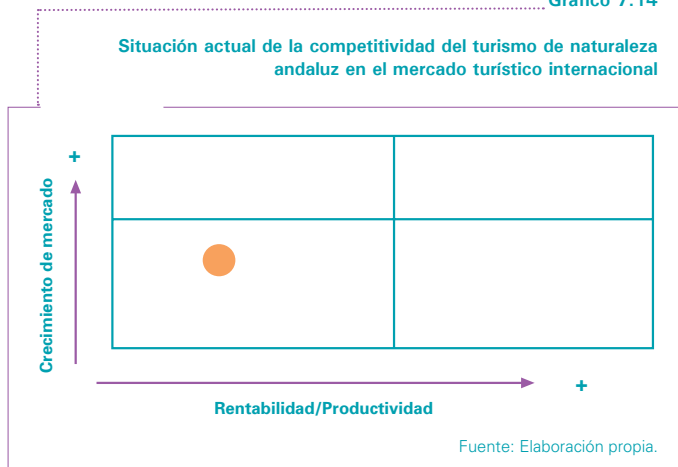 Gráfico 7.14
Situación actual de la competitividad del turismo de naturaleza
andaluz en el mercado turístico internacional
+
Crecimiento de mercado
+
Rentabilidad/Productividad
Fuente: Elaboración propia.